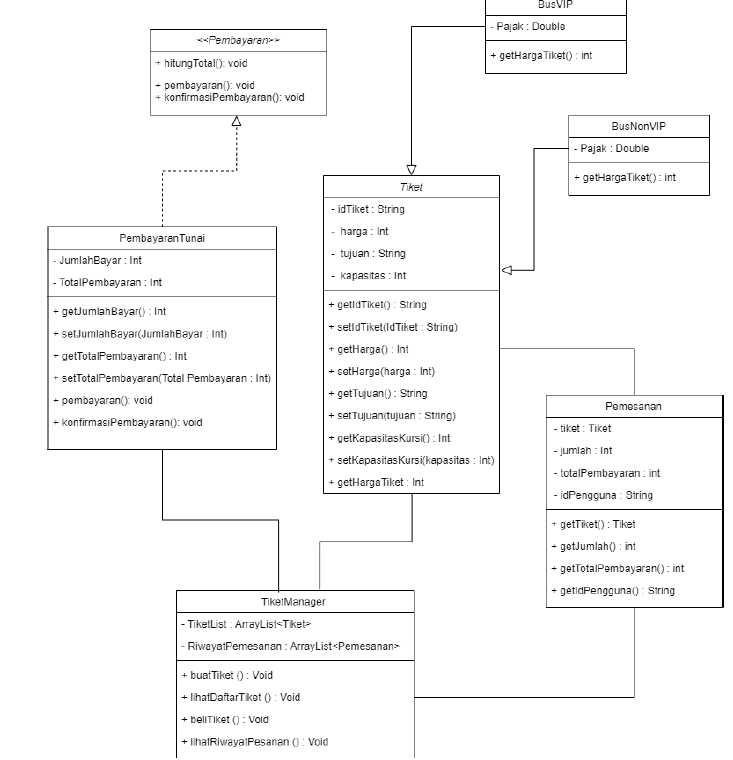 BusVIP
- Pajak : Double
+ getHargaTiket() : int
<<Pembayaran>>
+ hitungTotal(): void
+ pembayaran(): void
+ konfirmasiPembayaran(): void
BusNonVIP
- Pajak : Double
+ getHargaTiket() : int
Tiket
- idTiket : String
- harga : Int
- tujuan : String
- kapasitas : Int
+ getIdTiket() : String
+ setIdTiket(IdTiket : String)
+ getHarga() : Int
+ setHarga(harga : Int)
+ getTujuan() : String
+ setTujuan(tujuan : String)
+ getKapasitasKursi() : Int
+ setKapasitasKursi(kapasitas : Int)
+ getHargaTiket : Int
PembayaranTunai
- JumlahBayar : Int
- TotalPembayaran : Int
+ getJumlahBayar() : Int
+ setJumlahBayar(JumlahBayar : Int)
+ getTotalPembayaran() : Int
+ setTotalPembayaran(Total Pembayaran : Int)
+ pembayaran(): void
+ konfirmasiPembayaran(): void
Pemesanan
- tiket : Tiket
- jumlah : Int
- totalPembayaran : int
- idPengguna : String
+ getTiket() : Tiket
+ getJumlah() : int
+ getTotalPembayaran() : int
+ getIdPengguna() : String
TiketManager
- TiketList : ArrayList<Tiket>
- RiwayatPemesanan : ArrayList<Pemesanan>
+ buatTiket () : Void
+ lihatDaftarTiket () : Void
+ beliTiket () : Void
+ lihatRiwayatPesanan () : Void